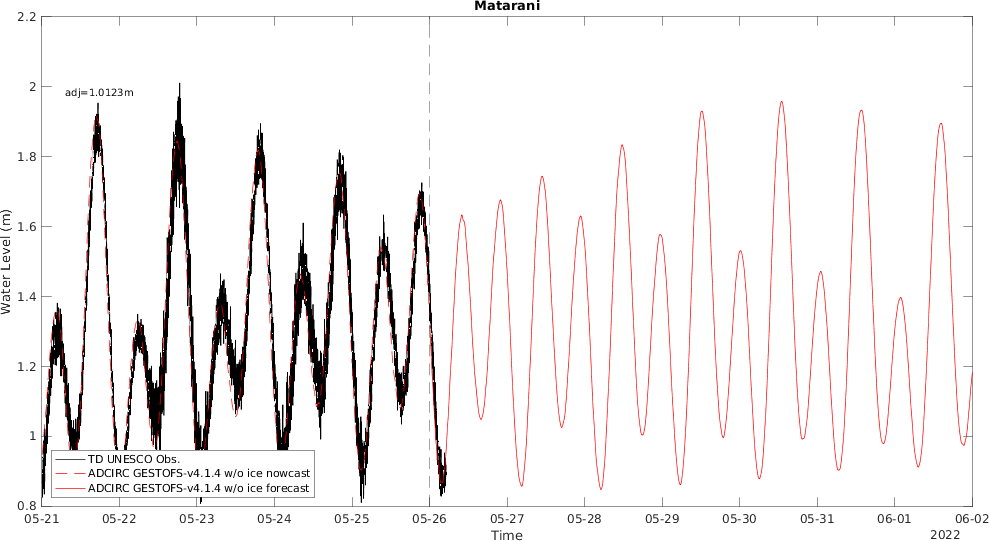 Matarani
2.2
2
1.8
1.6
1.4
1.2
1
0.8
Water Level (m)
adj=1.0123m
TD UNESCO Obs.
ADCIRC GESTOFS-v4.1.4 w/o ice nowcast
ADCIRC GESTOFS-v4.1.4 w/o ice forecast
05-21 05-22 05-23 05-24 05-25 05-26 05-27 05-28 05-29 05-30 05-31 06-01 06-02
Time
2022